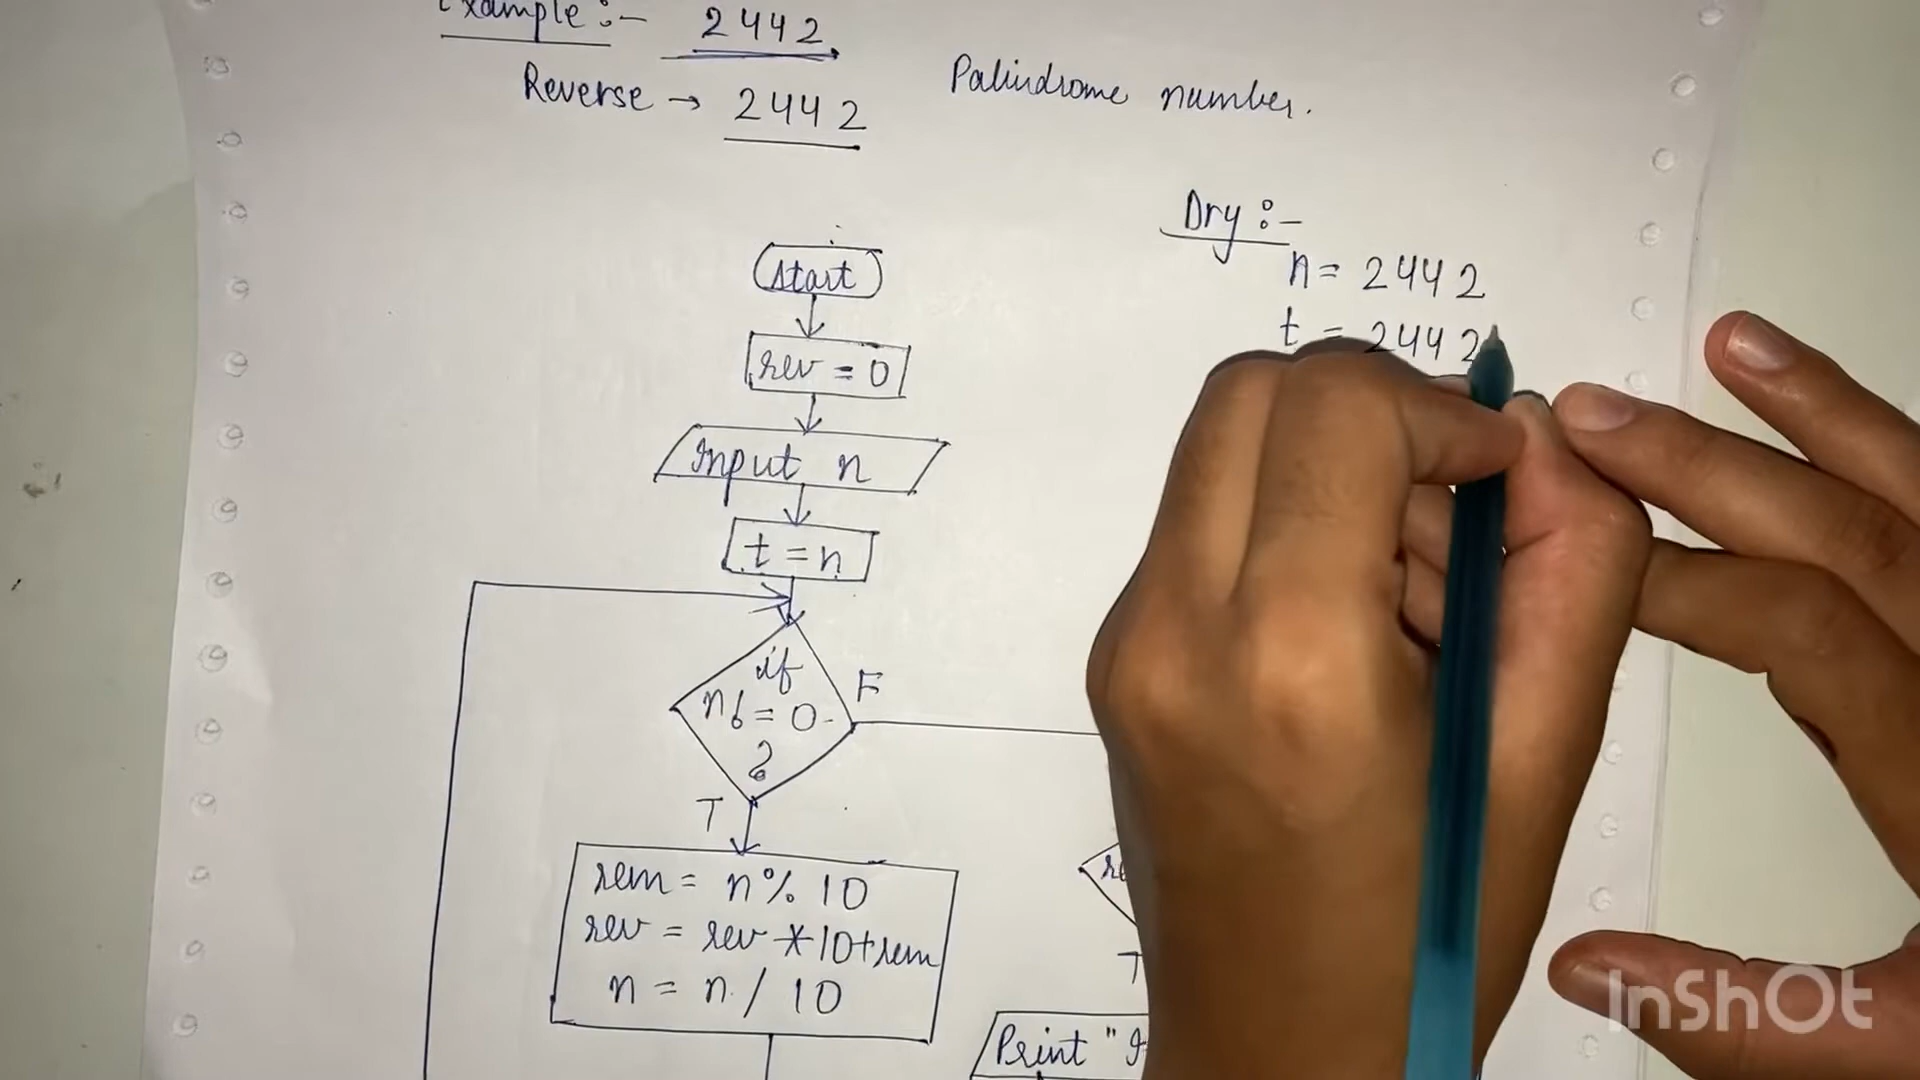 Example :- 2442
Reverse → 2442
Palindrome number.
Dry :-
n = 2442
t = 2442
Start
rev = 0
Input n
t = n
if
n != 0
?
F
T
rem = n % 10
rev = rev * 10 + rem
n = n / 10
T
Print "
InShOt